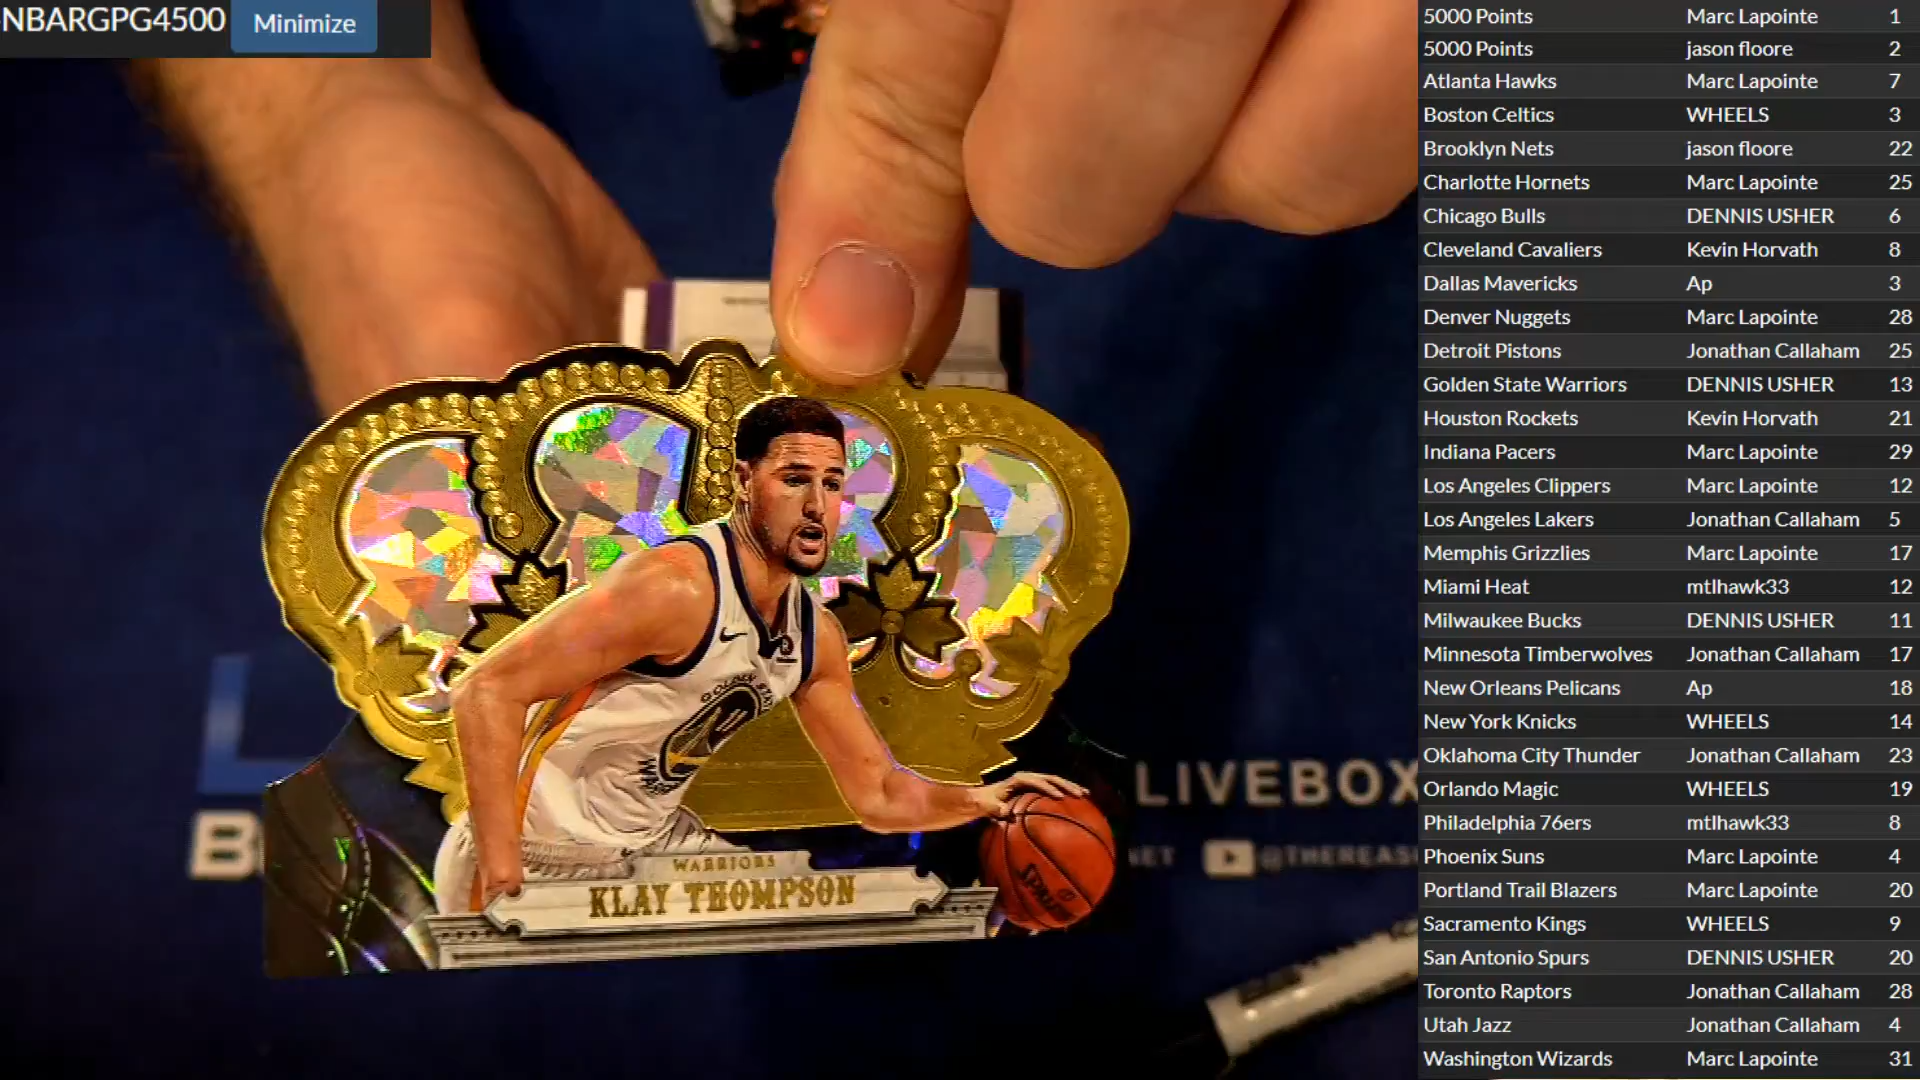 NBARGPG4500 Minimize
5000 Points Marc Lapointe 1
5000 Points jason floore 2
Atlanta Hawks Marc Lapointe 7
Boston Celtics WHEELS 3
Brooklyn Nets jason floore 22
Charlotte Hornets Marc Lapointe 25
Chicago Bulls DENNIS USHER 6
Cleveland Cavaliers Kevin Horvath 8
Dallas Mavericks Ap 3
Denver Nuggets Marc Lapointe 28
Detroit Pistons Jonathan Callaham 25
Golden State Warriors DENNIS USHER 13
Houston Rockets Kevin Horvath 21
Indiana Pacers Marc Lapointe 29
Los Angeles Clippers Marc Lapointe 12
Los Angeles Lakers Jonathan Callaham 5
Memphis Grizzlies Marc Lapointe 17
Miami Heat mtlhawk33 12
Milwaukee Bucks DENNIS USHER 11
Minnesota Timberwolves Jonathan Callaham 17
New Orleans Pelicans Ap 18
New York Knicks WHEELS 14
Oklahoma City Thunder Jonathan Callaham 23
Orlando Magic WHEELS 19
Philadelphia 76ers mtlhawk33 8
Phoenix Suns Marc Lapointe 4
Portland Trail Blazers Marc Lapointe 20
Sacramento Kings WHEELS 9
San Antonio Spurs DENNIS USHER 20
Toronto Raptors Jonathan Callaham 28
Utah Jazz Jonathan Callaham 4
Washington Wizards Marc Lapointe 31
GOLDEN STATE
WARRIORS
KLAY THOMPSON
SPALDING
LIVEBOX
@THEREAS
B